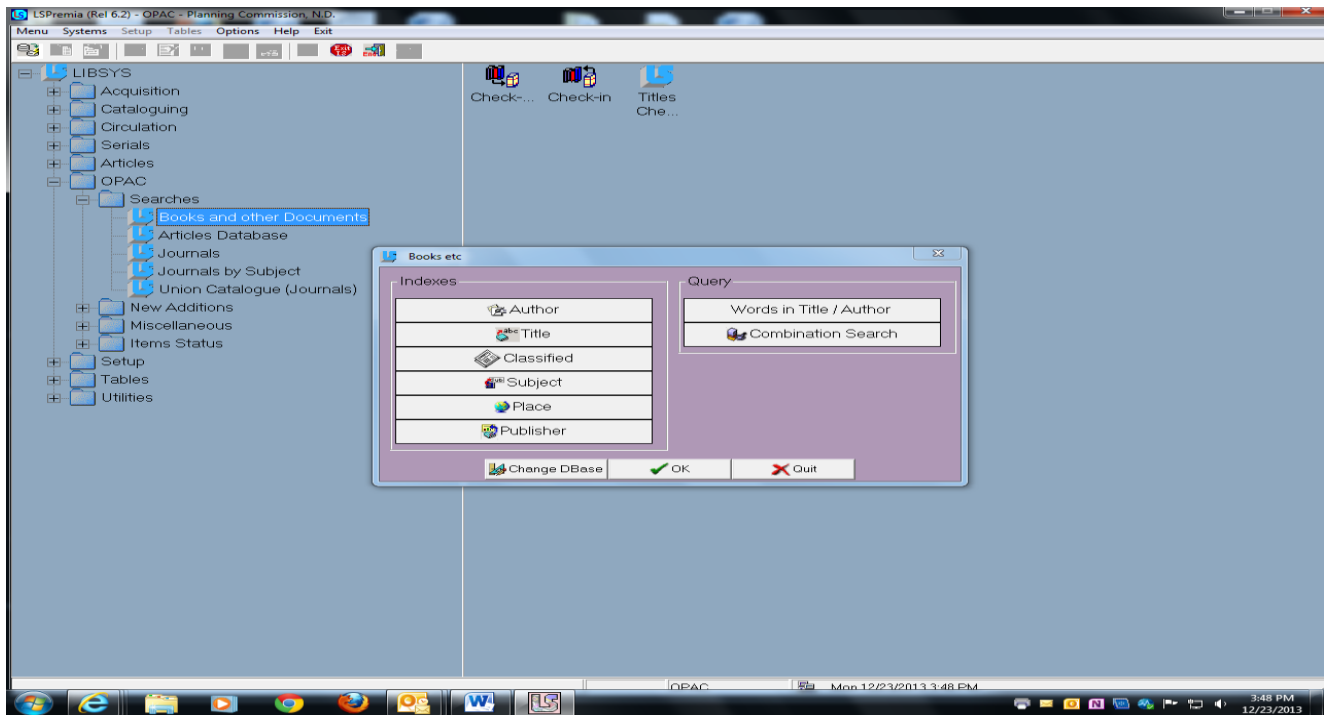 LSPremia (Rel 6.2) - OPAC - Planning Commission, N.D.
Menu Systems Setup Tables Options Help Exit
LIBSYS
Acquisition
Cataloguing
Circulation
Serials
Articles
OPAC
Searches
Books and other Documents
Articles Database
Journals
Journals by Subject
Union Catalogue (Journals)
New Additions
Miscellaneous
Items Status
Setup
Tables
Utilities
Check-... Check-in Titles
Che...
Books etc
Indexes
Author
Title
Classified
Subject
Place
Publisher
Query
Words in Title / Author
Combination Search
Change DBase OK Quit
OPAC Mon 12/23/2013 3:48 PM
3:48 PM
12/23/2013